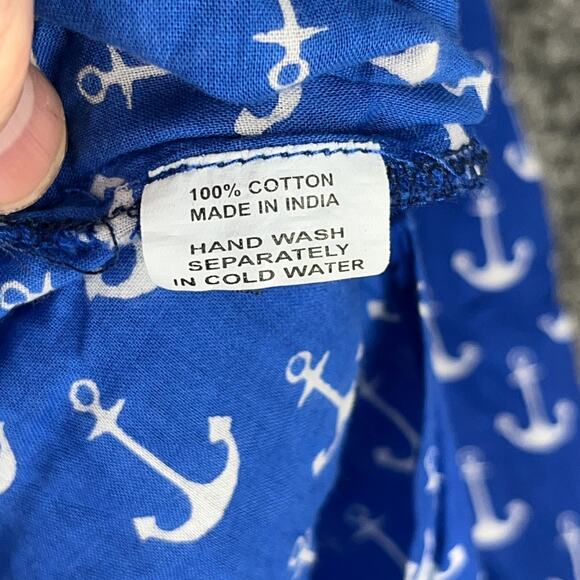 100% COTTON
MADE IN INDIA
HAND WASH
SEPARATELY
IN COLD WATER